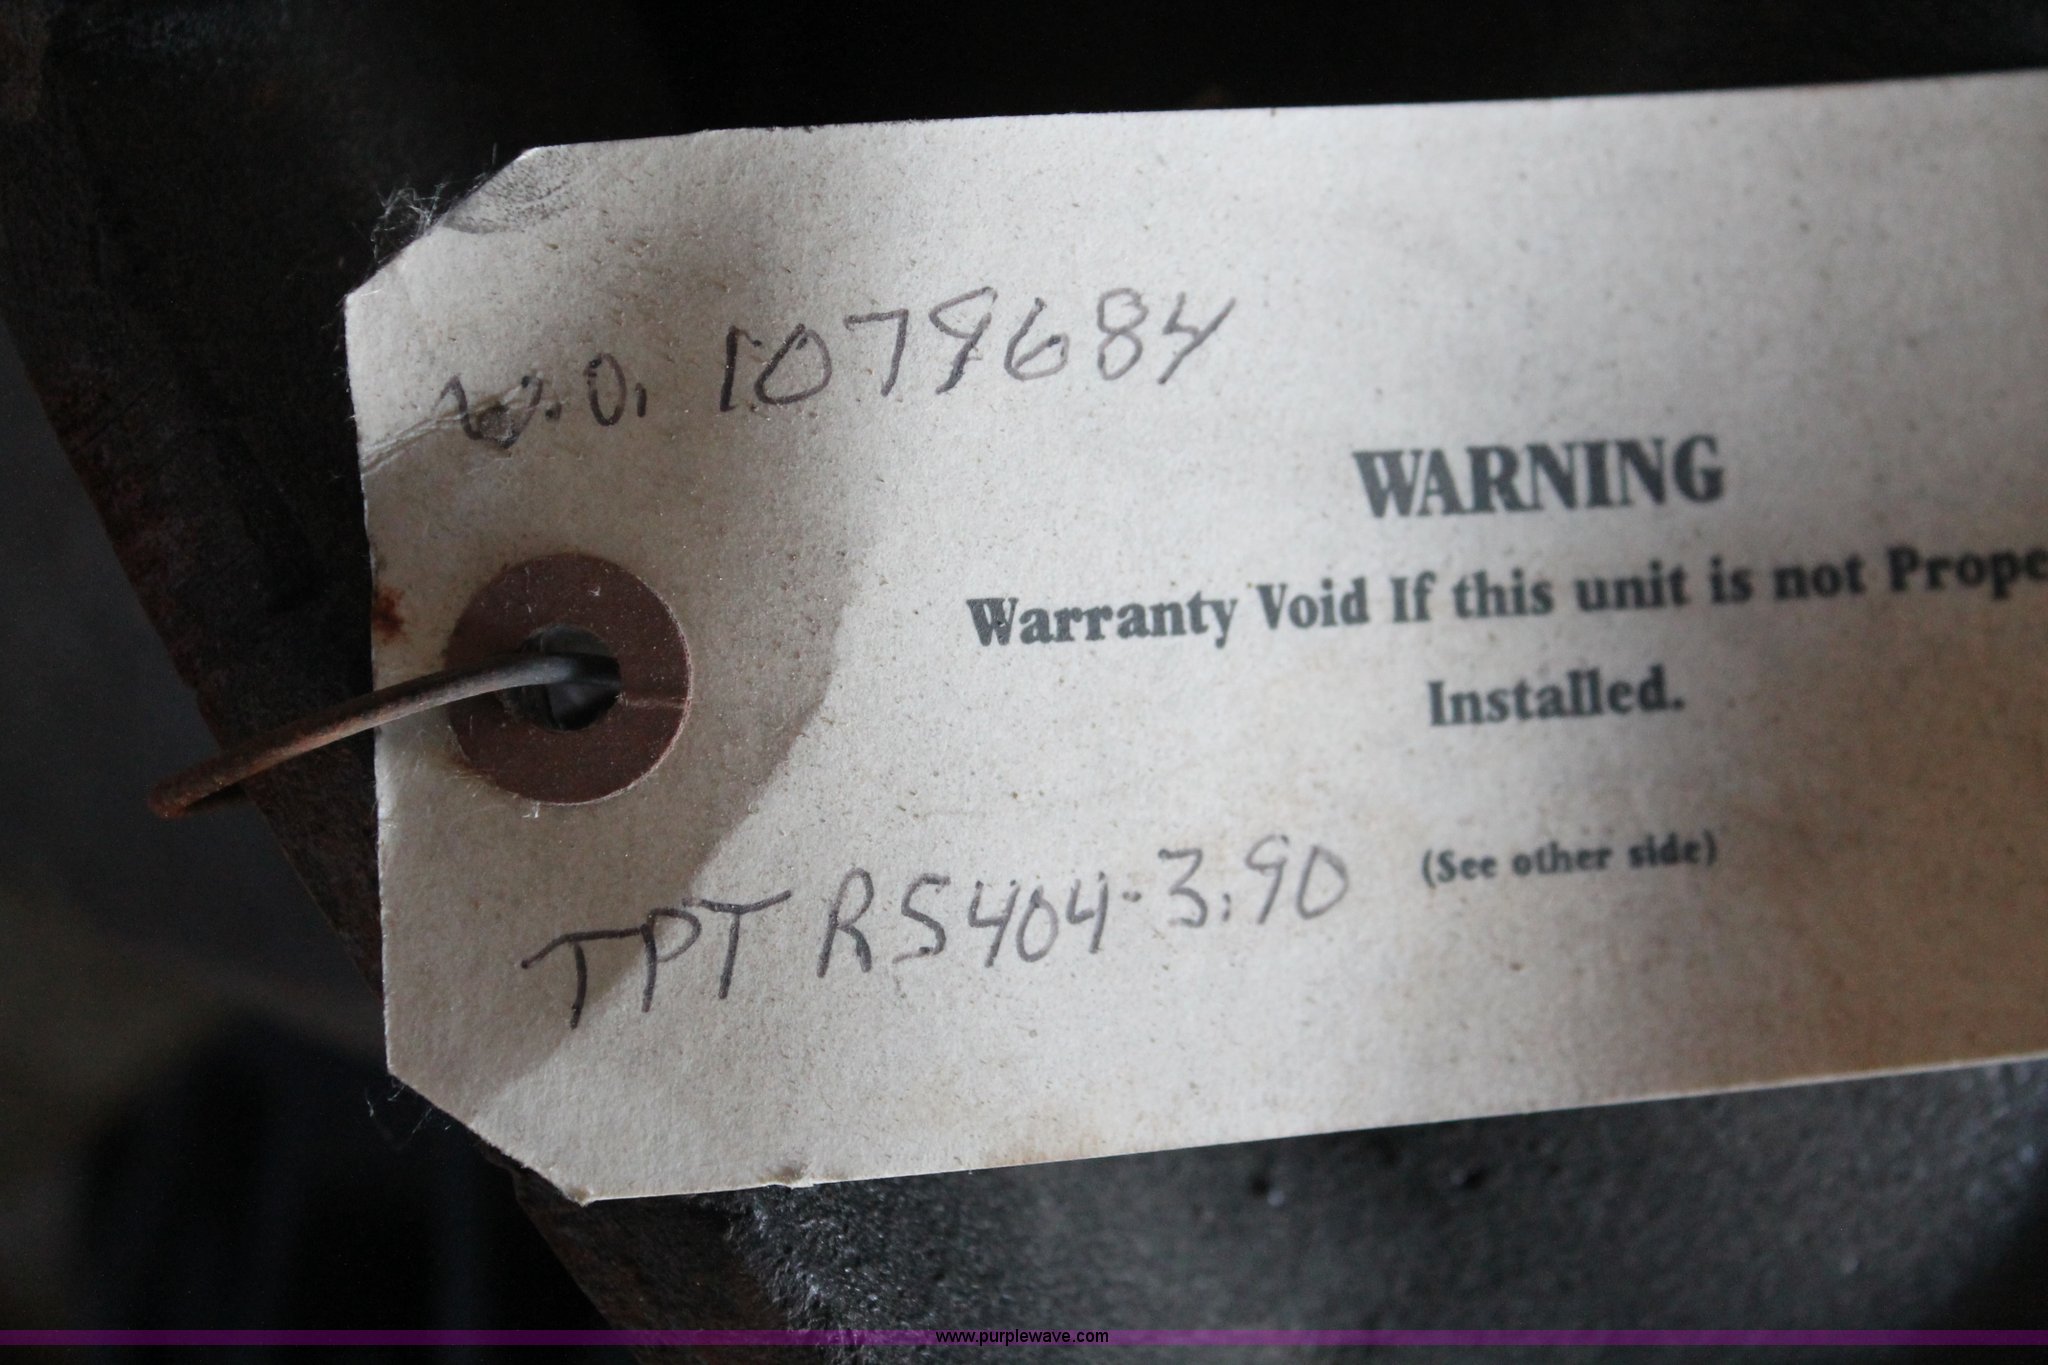 W.O. 1079684
WARNING
Warranty Void If this unit is not Prope
Installed.
(See other side)
TPT RS404-3.90
www.purplewave.com